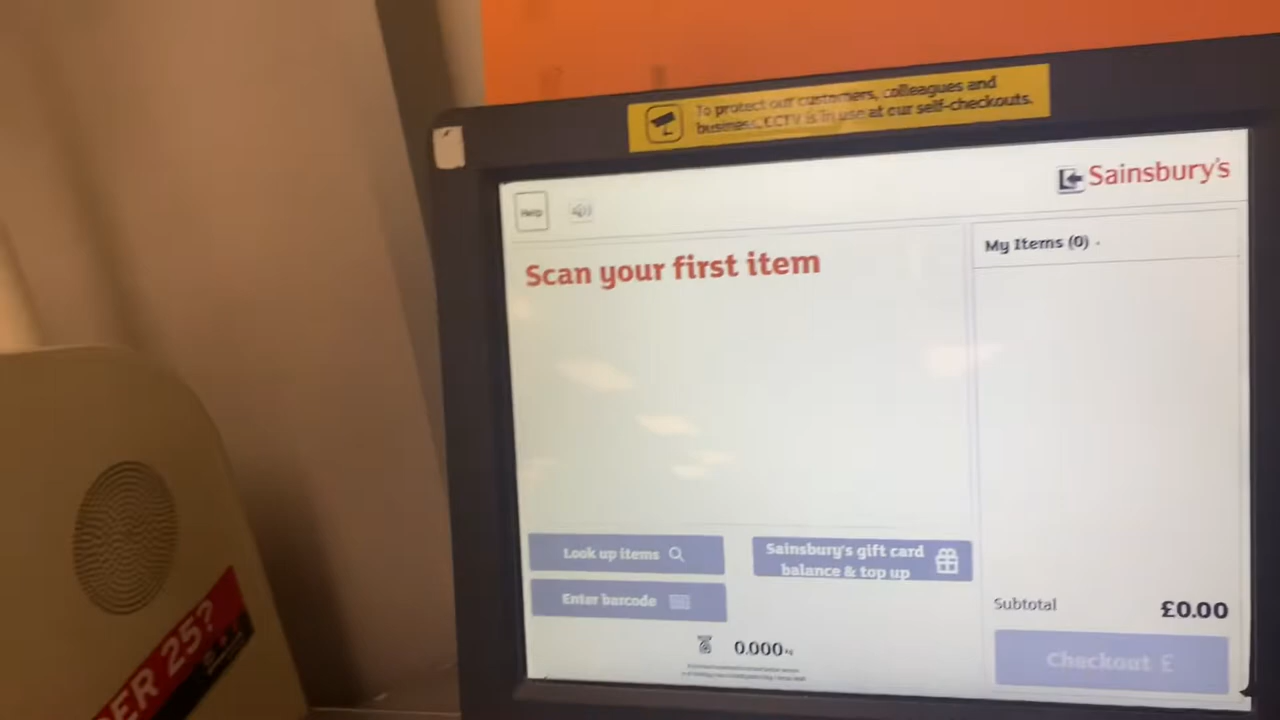 To protect our customers, colleagues and
business, CCTV is in use at our self-checkouts.
Sainsbury's
Help
Scan your first item
My Items (0)
Look up items
Sainsbury's gift card
balance & top up
Enter barcode
0.000 kg
Subtotal
£0.00
Checkout £
ER 25?